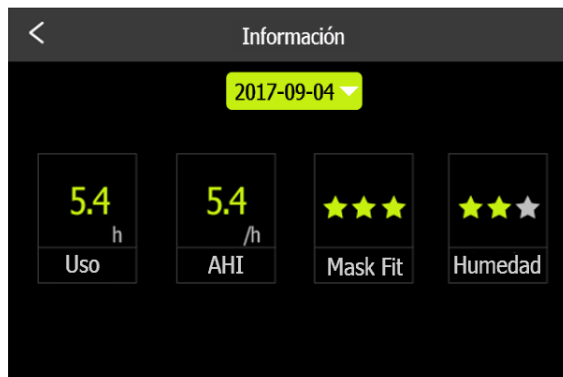 Información
2017-09-04
5.4 5.4
h /h
Uso AHI Mask Fit Humedad